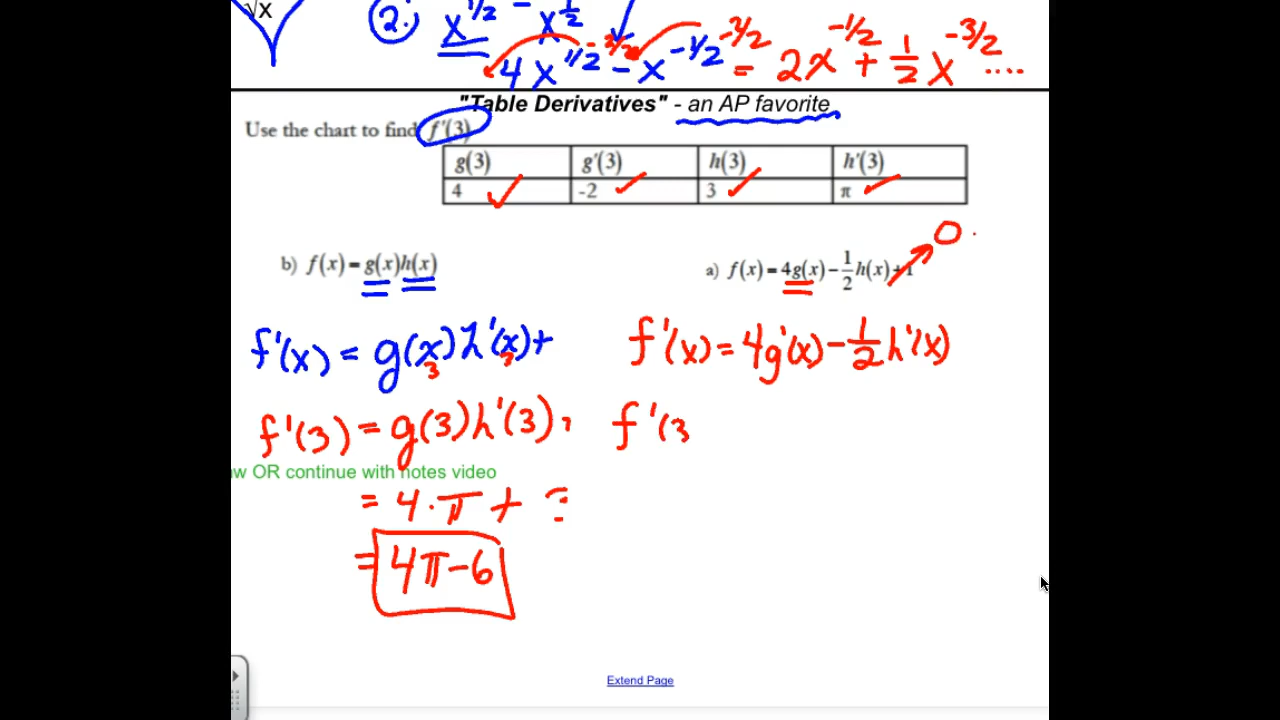 √x
2. x^1/2 - x^1/2
4x^1/2 - x^-1/2 = 2x^-1/2 + 1/2 x^-3/2 ....
"Table Derivatives" - an AP favorite
Use the chart to find f'(3)
g(3) g'(3) h(3) h'(3)
4 -2 3 π
b) f(x) = g(x)h(x)
a) f(x) = 4g(x) - 1/2 h(x) + 1
0
f'(x) = g(x)h'(x)+
3 3
f'(x) = 4g'(x) - 1/2 h'(x)
f'(3) = g(3)h'(3)
f'(3
w OR continue with notes video
= 4·π +
= 4π-6
Extend Page